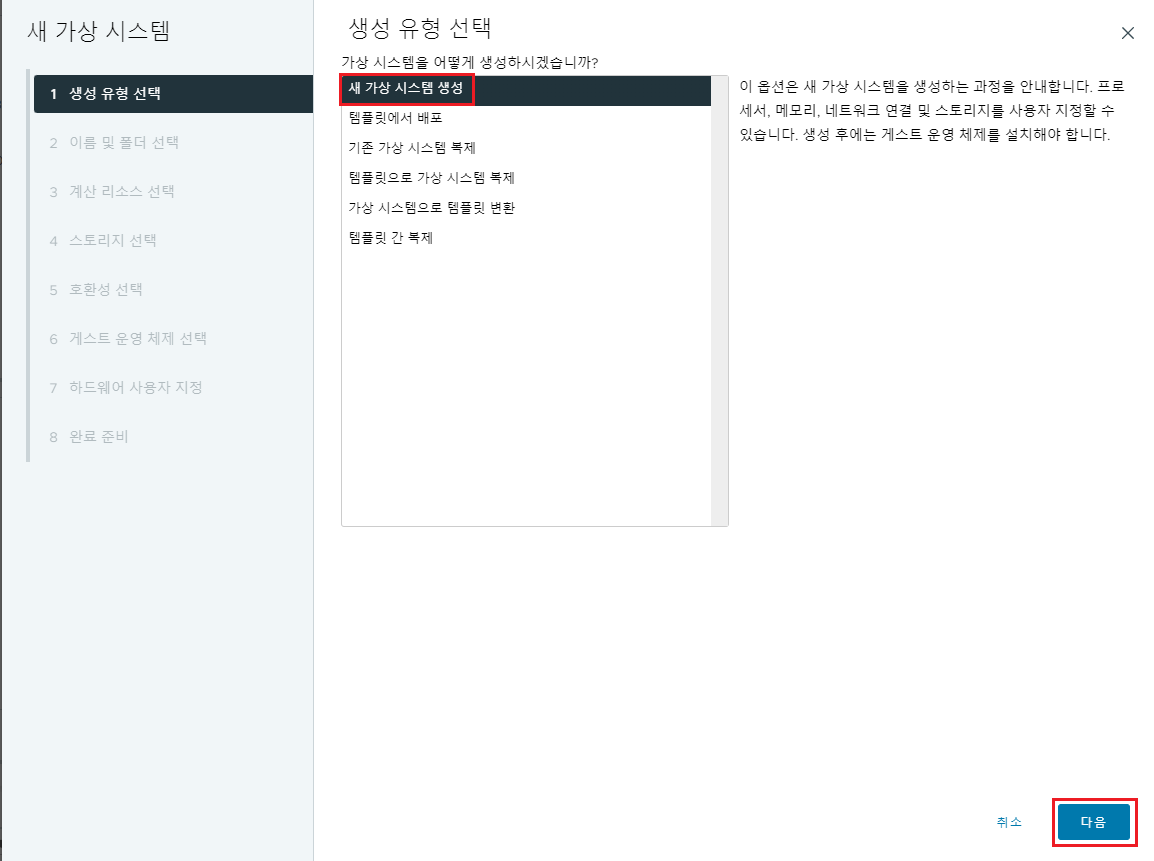 새 가상 시스템
1 생성 유형 선택
2 이름 및 폴더 선택
3 계산 리소스 선택
4 스토리지 선택
5 호환성 선택
6 게스트 운영 체제 선택
7 하드웨어 사용자 지정
8 완료 준비
생성 유형 선택
가상 시스템을 어떻게 생성하시겠습니까?
새 가상 시스템 생성
템플릿에서 배포
기존 가상 시스템 복제
템플릿으로 가상 시스템 복제
가상 시스템으로 템플릿 변환
템플릿 간 복제
이 옵션은 새 가상 시스템을 생성하는 과정을 안내합니다. 프로
세서, 메모리, 네트워크 연결 및 스토리지를 사용자 지정할 수
있습니다. 생성 후에는 게스트 운영 체제를 설치해야 합니다.
취소
다음